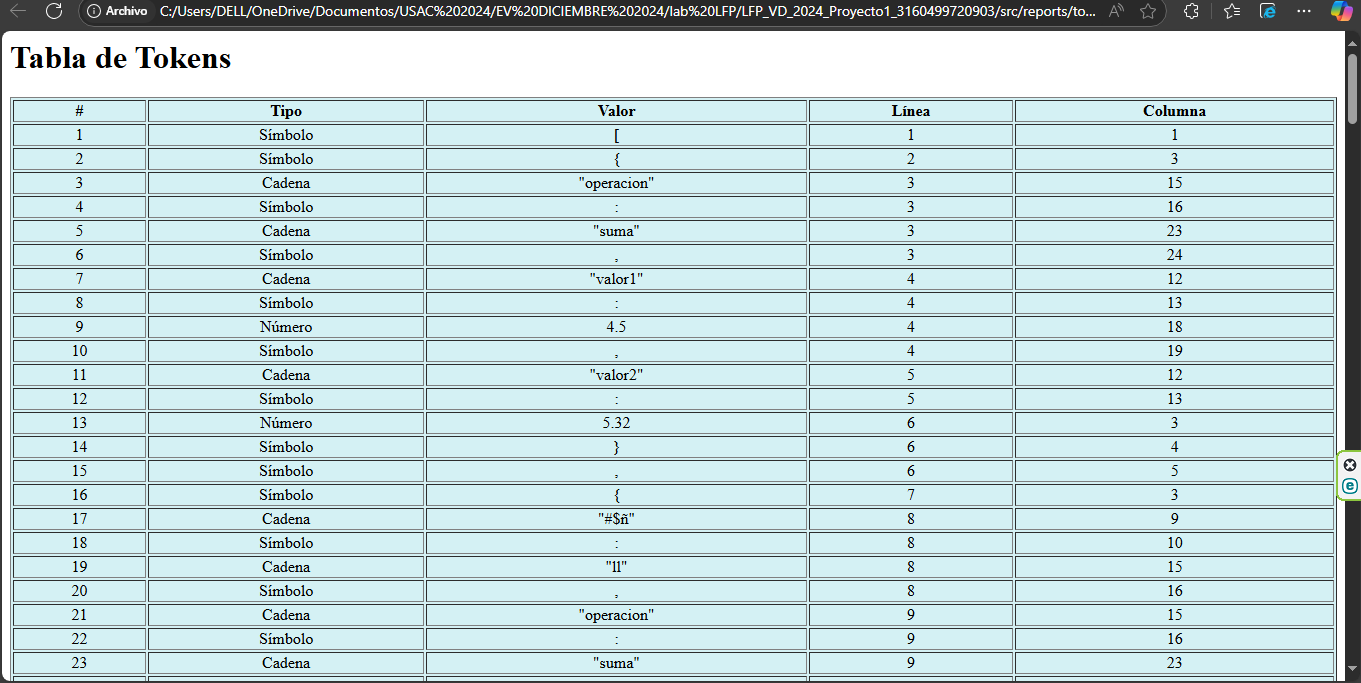 Archivo C:/Users/DELL/OneDrive/Documentos/USAC%202024/EV%20DICIEMBRE%202024/lab%20LFP/LFP_VD_2024_Proyecto1_3160499720903/src/reports/to...
Tabla de Tokens
# Tipo Valor Línea Columna
1 Símbolo [ 1 1
2 Símbolo { 2 3
3 Cadena "operacion" 3 15
4 Símbolo : 3 16
5 Cadena "suma" 3 23
6 Símbolo , 3 24
7 Cadena "valor1" 4 12
8 Símbolo : 4 13
9 Número 4.5 4 18
10 Símbolo , 4 19
11 Cadena "valor2" 5 12
12 Símbolo : 5 13
13 Número 5.32 6 3
14 Símbolo } 6 4
15 Símbolo , 6 5
16 Símbolo { 7 3
17 Cadena "#$ñ" 8 9
18 Símbolo : 8 10
19 Cadena "ll" 8 15
20 Símbolo , 8 16
21 Cadena "operacion" 9 15
22 Símbolo : 9 16
23 Cadena "suma" 9 23